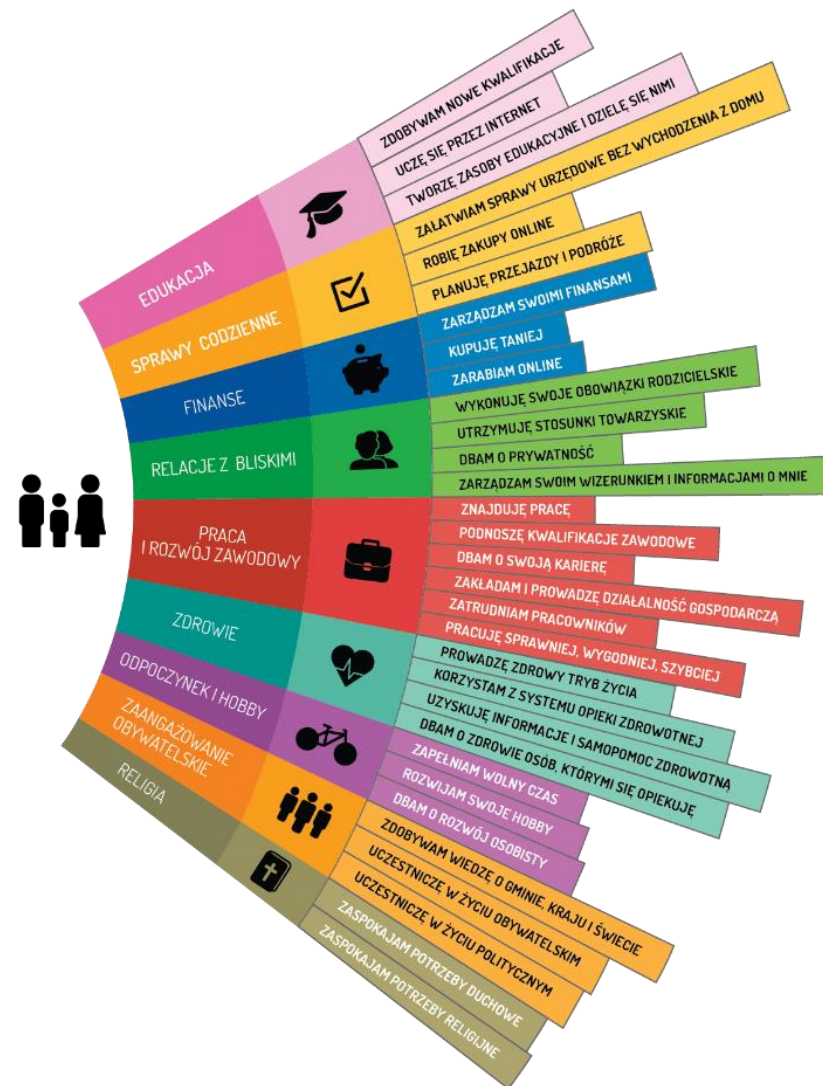 EDUKACJA
ZDOBYWAM NOWE KWALIFIKACJE
UCZĘ SIĘ PRZEZ INTERNET
TWORZĘ ZASOBY EDUKACYJNE I DZIELĘ SIĘ NIMI
SPRAWY CODZIENNE
ZAŁATWIAM SPRAWY URZĘDOWE BEZ WYCHODZENIA Z DOMU
ROBIĘ ZAKUPY ONLINE
PLANUJĘ PRZEJAZDY I PODRÓŻE
FINANSE
ZARZĄDZAM SWOIMI FINANSAMI
KUPUJĘ TANIEJ
ZARABIAM ONLINE
RELACJE Z BLISKIMI
WYKONUJĘ SWOJE OBOWIĄZKI RODZICIELSKIE
UTRZYMUJĘ STOSUNKI TOWARZYSKIE
DBAM O PRYWATNOŚĆ
ZARZĄDZAM SWOIM WIZERUNKIEM I INFORMACJAMI O MNIE
PRACA
I ROZWÓJ ZAWODOWY
ZNAJDUJĘ PRACĘ
PODNOSZĘ KWALIFIKACJE ZAWODOWE
DBAM O SWOJĄ KARIERĘ
ZAKŁADAM I PROWADZĘ DZIAŁALNOŚĆ GOSPODARCZĄ
ZATRUDNIAM PRACOWNIKÓW
PRACUJĘ SPRAWNIEJ, WYGODNIEJ, SZYBCIEJ
ZDROWIE
PROWADZĘ ZDROWY TRYB ŻYCIA
KORZYSTAM Z SYSTEMU OPIEKI ZDROWOTNEJ
UZYSKUJĘ INFORMACJE I SAMOPOMOC ZDROWOTNĄ
DBAM O ZDROWIE OSÓB, KTÓRYMI SIĘ OPIEKUJĘ
ODPOCZYNEK I HOBBY
ZAPEŁNIAM WOLNY CZAS
ROZWIJAM SWOJE HOBBY
DBAM O ROZWÓJ OSOBISTY
ZAANGAŻOWANIE
OBYWATELSKIE
ZDOBYWAM WIEDZĘ O GMINIE, KRAJU I ŚWIECIE
UCZESTNICZĘ W ŻYCIU OBYWATELSKIM
UCZESTNICZĘ W ŻYCIU POLITYCZNYM
RELIGIA
ZASPOKAJAM POTRZEBY DUCHOWE
ZASPOKAJAM POTRZEBY RELIGIJNE